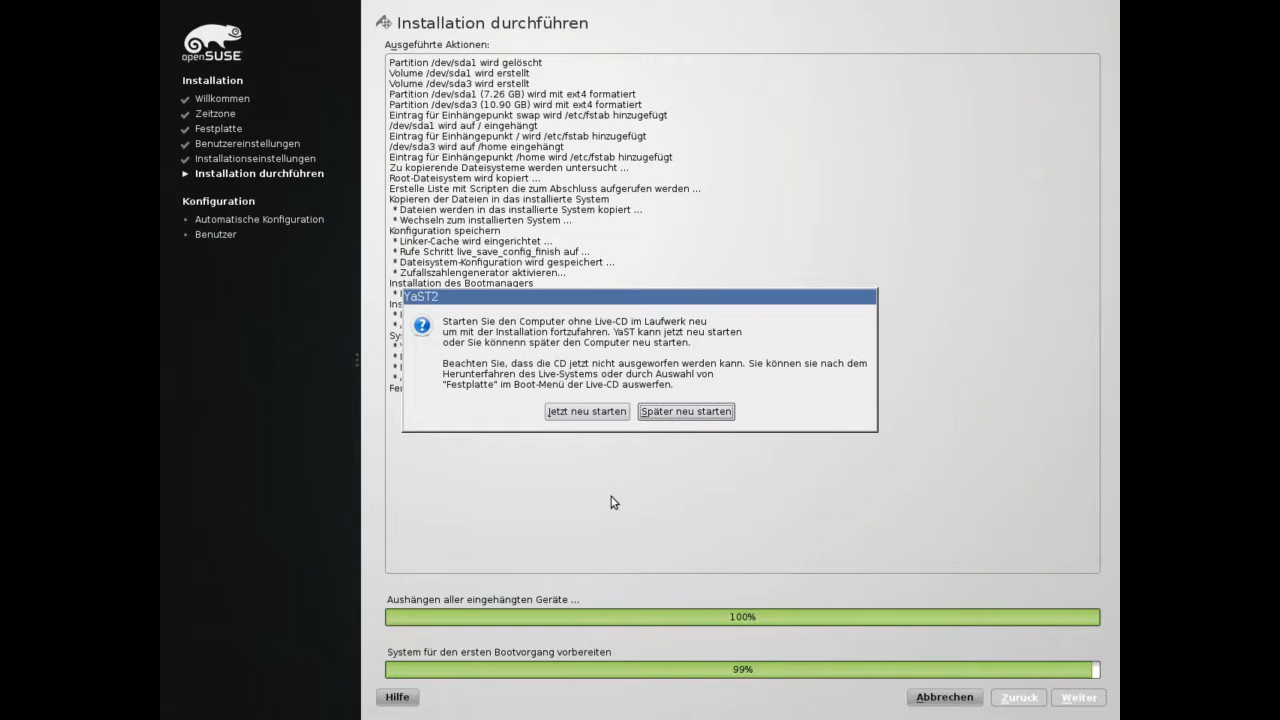 openSUSE
Installation
Willkommen
Zeitzone
Festplatte
Benutzereinstellungen
Installationseinstellungen
Installation durchführen
Konfiguration
Automatische Konfiguration
Benutzer
Installation durchführen
Ausgeführte Aktionen:
Partition /dev/sda1 wird gelöscht
Volume /dev/sda1 wird erstellt
Volume /dev/sda3 wird erstellt
Partition /dev/sda1 (7.26 GB) wird mit ext4 formatiert
Partition /dev/sda3 (10.90 GB) wird mit ext4 formatiert
Eintrag für Einhängepunkt swap wird /etc/fstab hinzugefügt
/dev/sda1 wird auf / eingehängt
Eintrag für Einhängepunkt / wird /etc/fstab hinzugefügt
/dev/sda3 wird auf /home eingehängt
Eintrag für Einhängepunkt /home wird /etc/fstab hinzugefügt
Zu kopierende Dateisysteme werden untersucht ...
Root-Dateisystem wird kopiert ...
Erstelle Liste mit Scripten die zum Abschluss aufgerufen werden ...
Kopieren der Dateien in das installierte System
* Dateien werden in das installierte System kopiert ...
* Wechseln zum installierten System ...
Konfiguration speichern
* Linker-Cache wird eingerichtet ...
* Rufe Schritt live_save_config_finish auf ...
* Dateisystem-Konfiguration wird gespeichert ...
* Zufallszahlengenerator aktivieren...
Installation des Bootmanagers
YaST2
Starten Sie den Computer ohne Live-CD im Laufwerk neu
um mit der Installation fortzufahren. YaST kann jetzt neu starten
oder Sie könnenn später den Computer neu starten.
Beachten Sie, dass die CD jetzt nicht ausgeworfen werden kann. Sie können sie nach dem
Herunterfahren des Live-Systems oder durch Auswahl von
"Festplatte" im Boot-Menü der Live-CD auswerfen.
Jetzt neu starten
Später neu starten
Aushängen aller eingehängten Geräte ...
100%
System für den ersten Bootvorgang vorbereiten
99%
Hilfe
Abbrechen
Zurück
Weiter